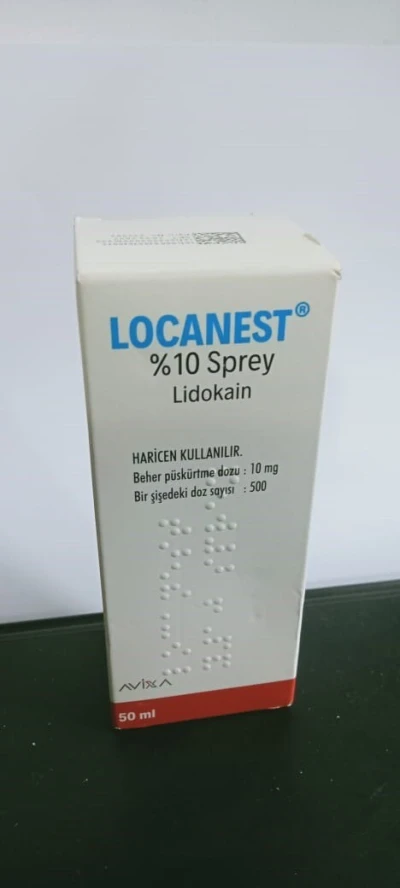 LOCANEST®
%10 Sprey
Lidokain
HARİCEN KULLANILIR.
Beher püskürtme dozu : 10 mg
Bir şişedeki doz sayısı : 500
AVİXA
50 ml